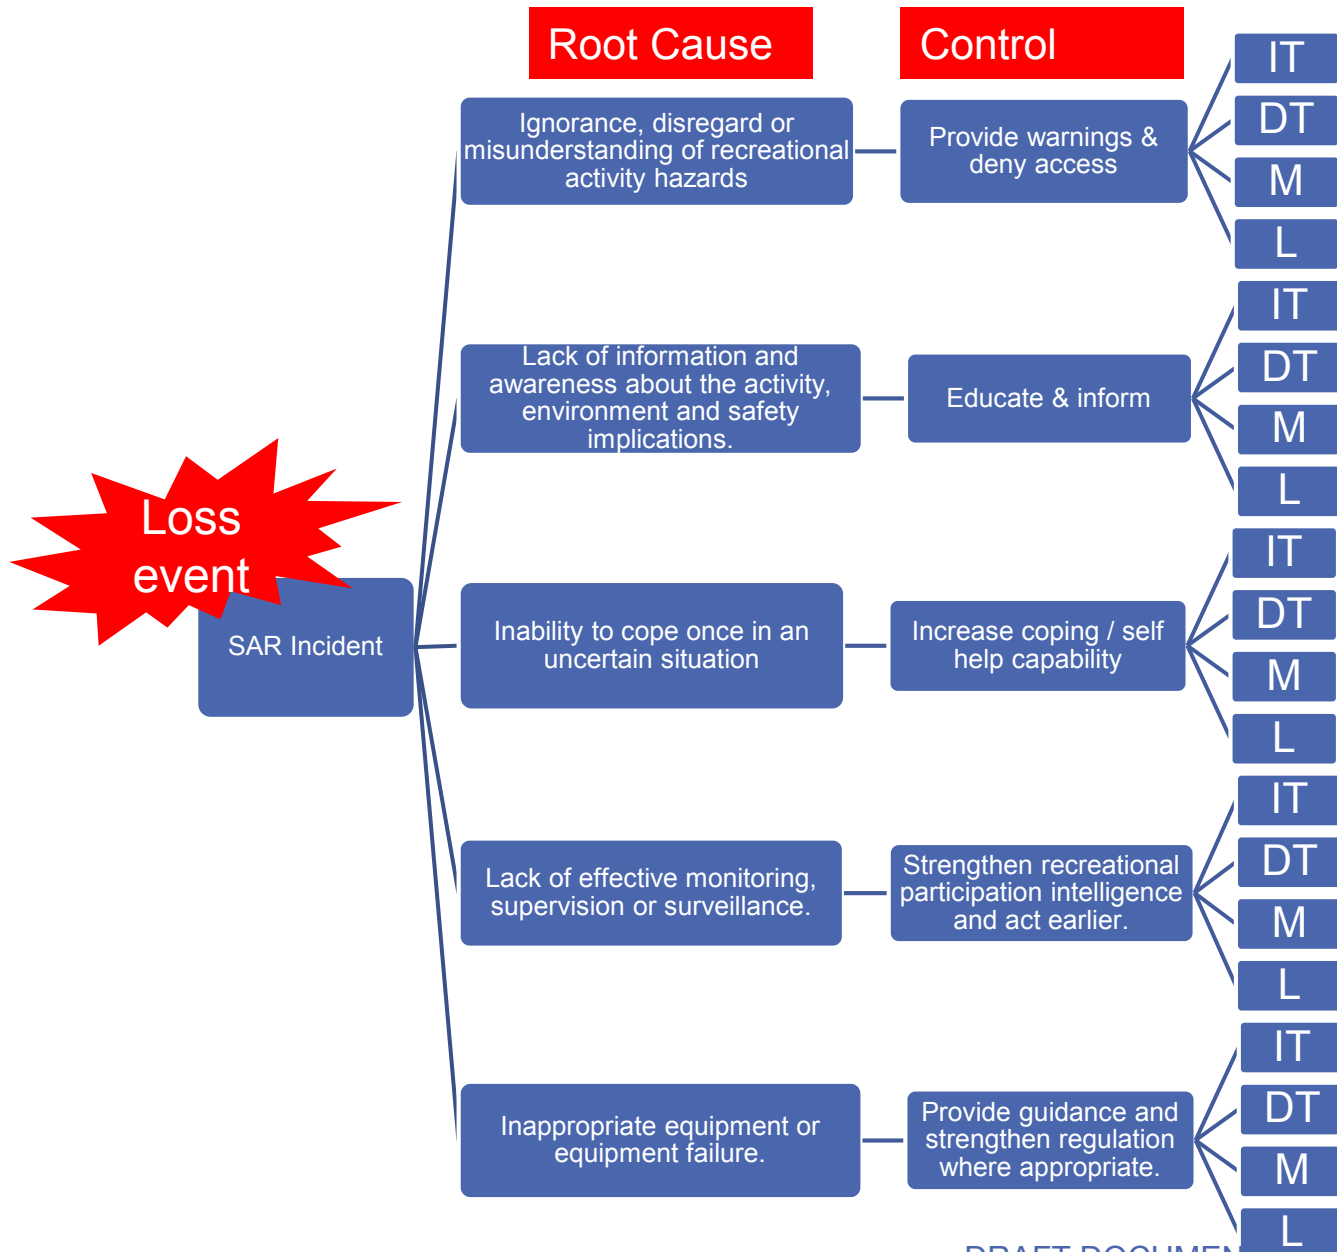 Root Cause
Control
Loss
event
SAR Incident
Ignorance, disregard or
misunderstanding of recreational
activity hazards
Provide warnings &
deny access
IT
DT
M
L
Lack of information and
awareness about the activity,
environment and safety
implications.
Educate & inform
IT
DT
M
L
Inability to cope once in an
uncertain situation
Increase coping / self
help capability
IT
DT
M
L
Lack of effective monitoring,
supervision or surveillance.
Strengthen recreational
participation intelligence
and act earlier.
IT
DT
M
L
Inappropriate equipment or
equipment failure.
Provide guidance and
strengthen regulation
where appropriate.
IT
DT
M
L
DRAFT DOCUMEN